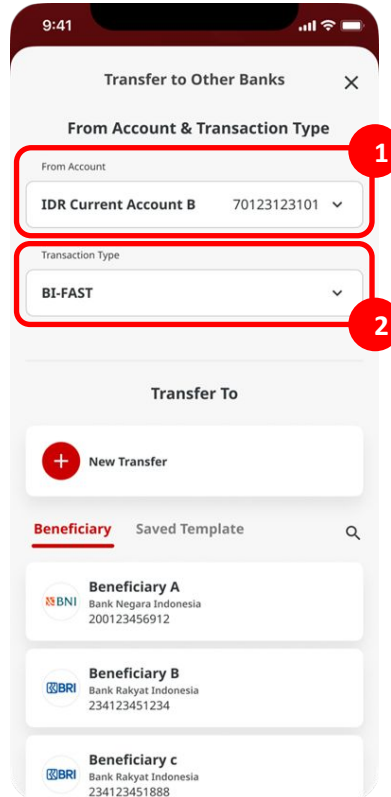 9:41
Transfer to Other Banks
From Account & Transaction Type
1
From Account
IDR Current Account B 70123123101
Transaction Type
BI-FAST
2
Transfer To
New Transfer
Beneficiary Saved Template
Beneficiary A
BNI
Bank Negara Indonesia
200123456912
Beneficiary B
BRI
Bank Rakyat Indonesia
234123451234
Beneficiary c
BRI
Bank Rakyat Indonesia
234123451888